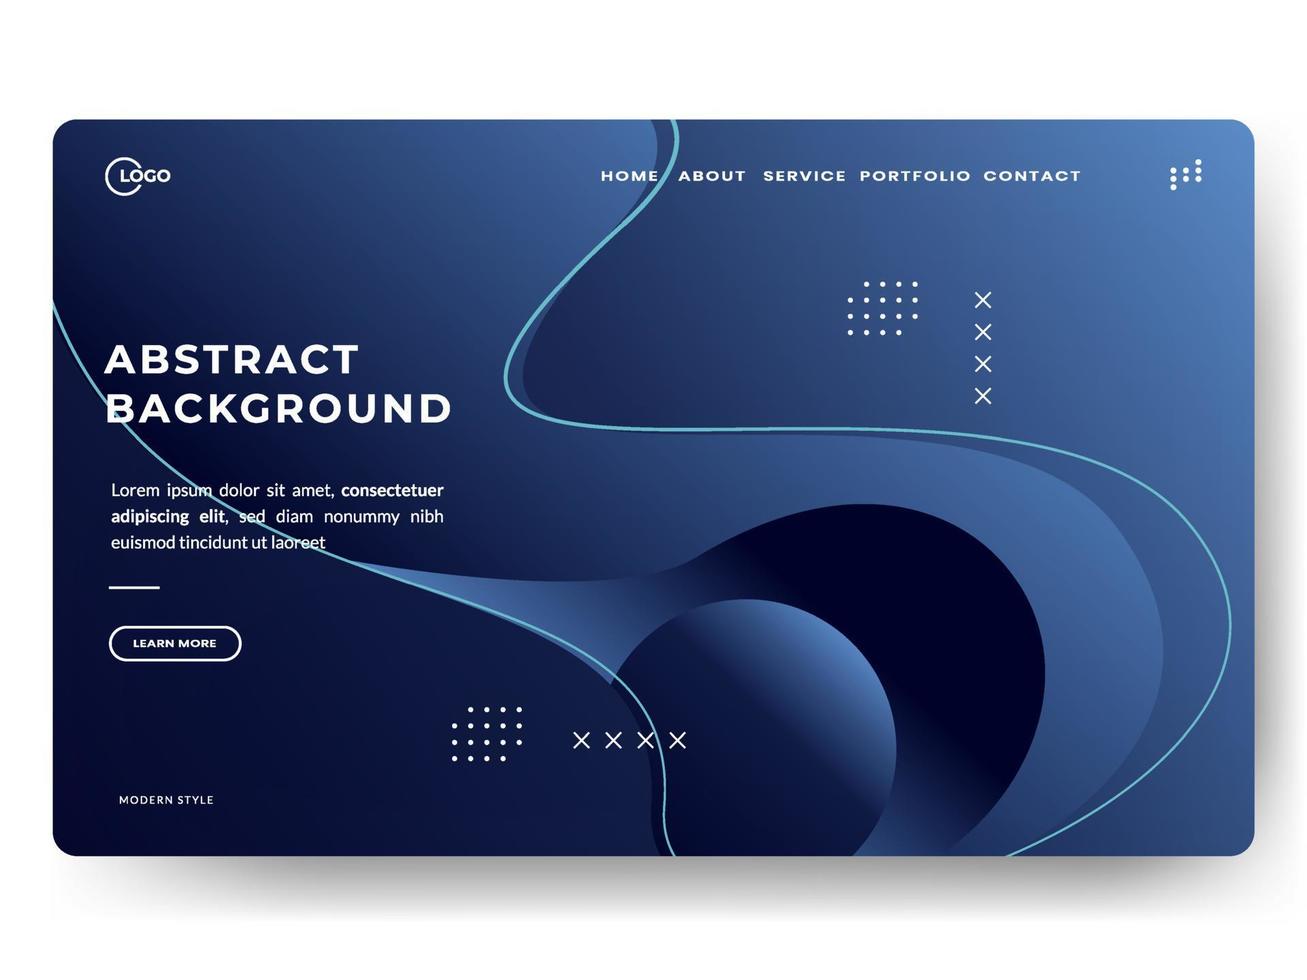 LOGO
HOME ABOUT SERVICE PORTFOLIO CONTACT
ABSTRACT
BACKGROUND
Lorem ipsum dolor sit amet, consectetuer
adipiscing elit, sed diam nonummy nibh
euismod tincidunt ut laoreet
LEARN MORE
MODERN STYLE